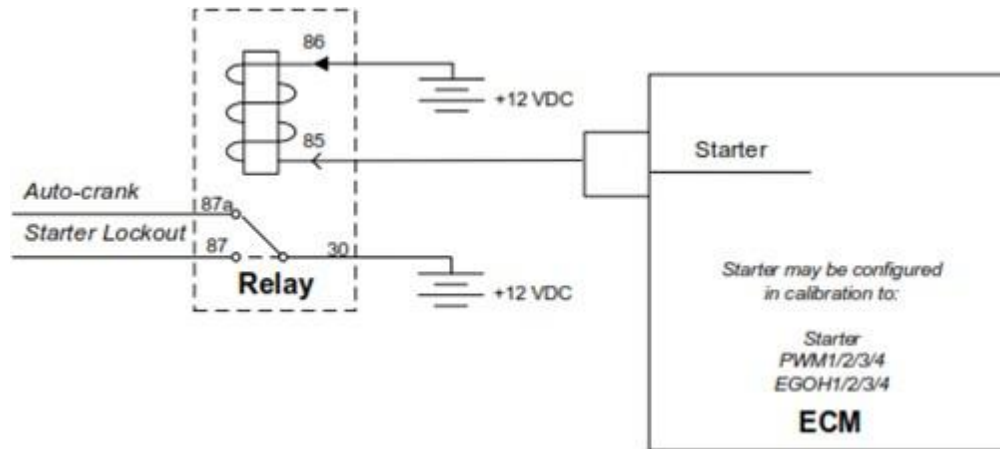 86
+12 VDC
85
Starter
Auto-crank
87a
Starter Lockout
87
30
Relay
+12 VDC
Starter may be configured
in calibration to:
Starter
PWM1/2/3/4
EGOH1/2/3/4
ECM